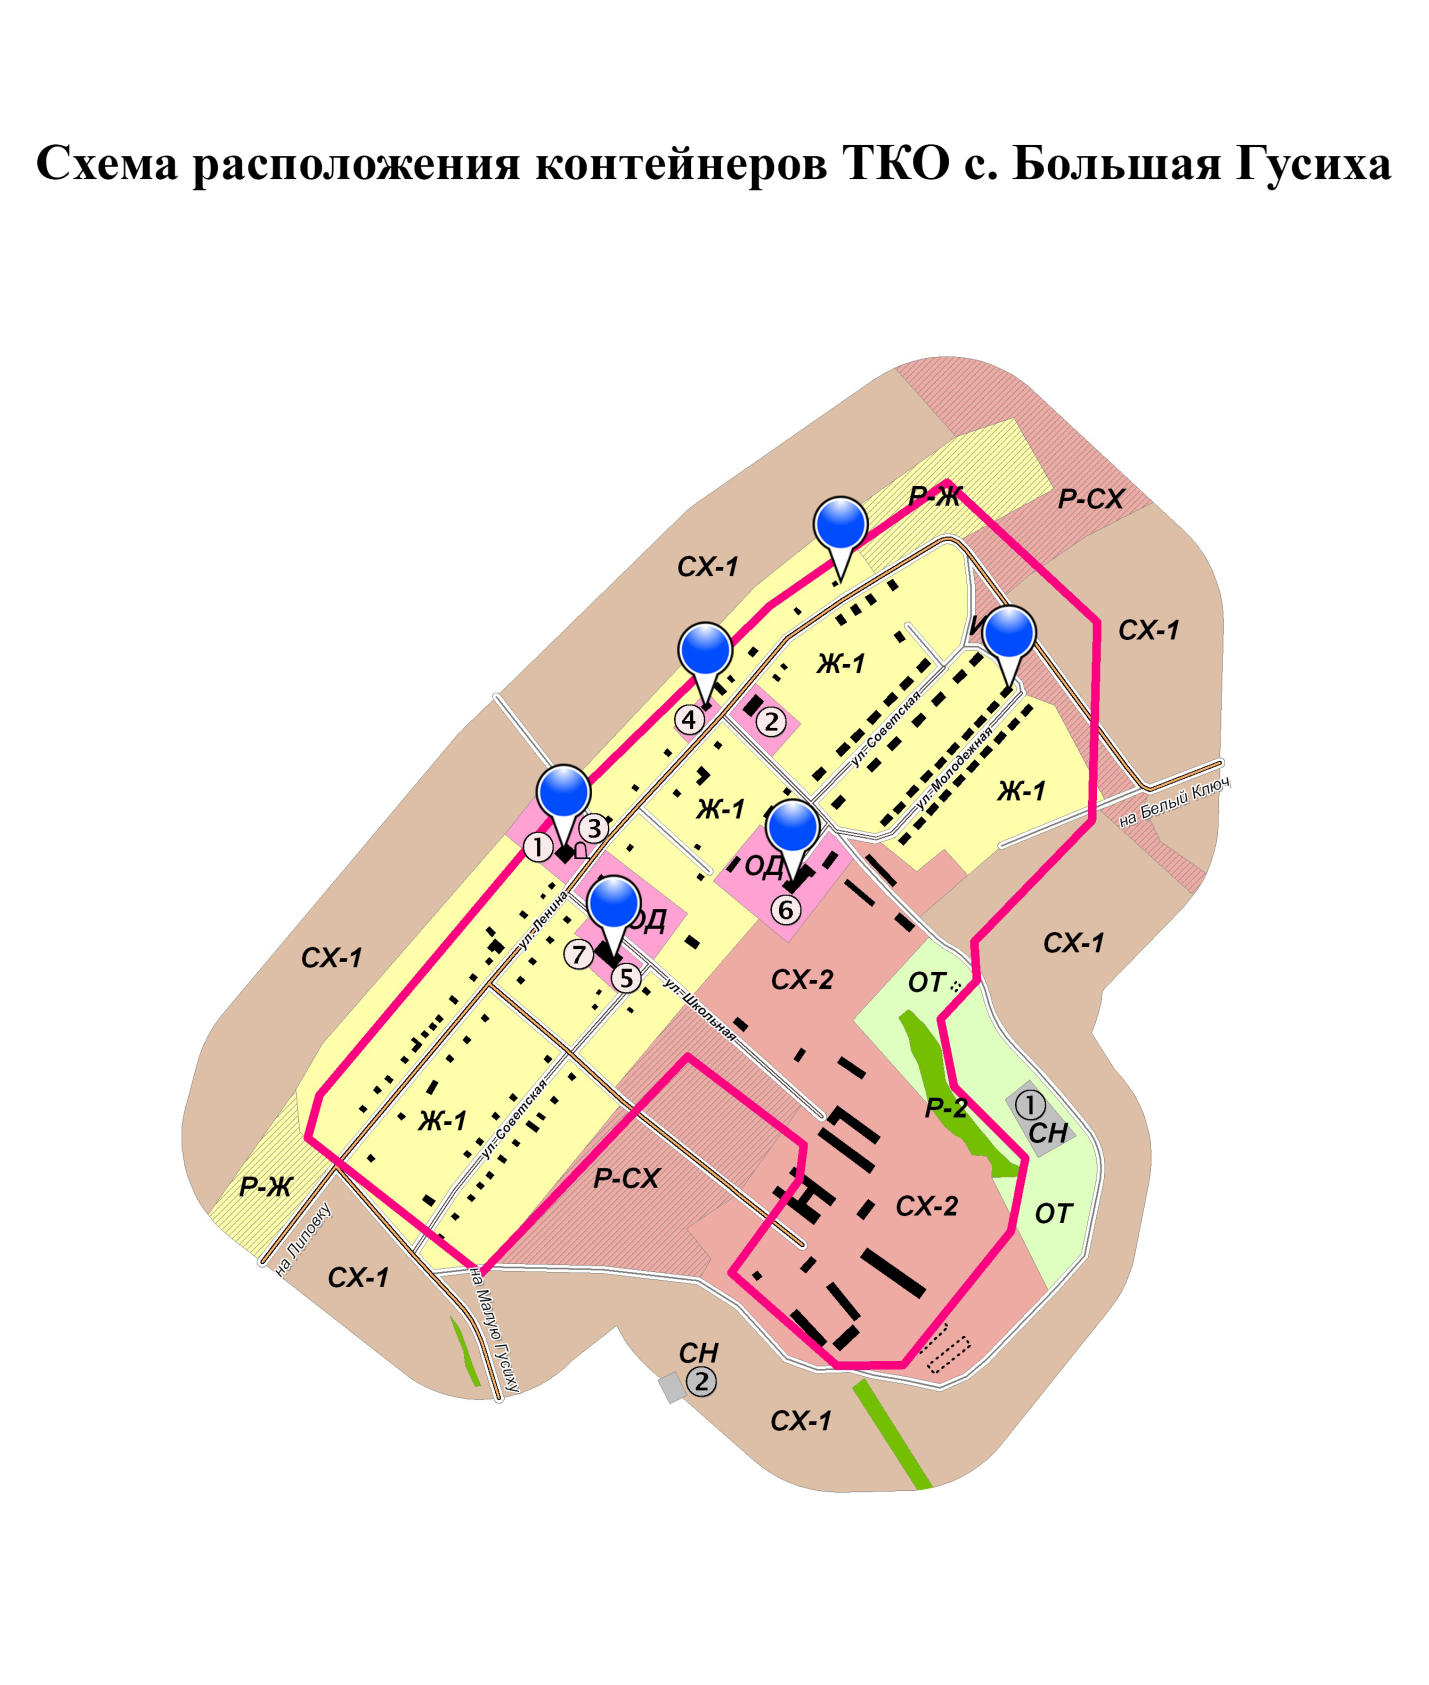 Схема расположения контейнеров ТКО с. Большая Гусиха
Р-Ж
Р-СХ
СХ-1
СХ-1
Ж-1
4
2
ул. Советская
ул. Молодежная
Ж-1
на Белый Ключ
Ж-1
3
1
ОД
6
ул. Ленина
ОД
7
5
СХ-1
СХ-1
СХ-2
ОТ
ул. Школьная
Ж-1
ул. Советская
Р-2
1
СН
Р-Ж
Р-СХ
СХ-2
ОТ
на Липовку
СХ-1
на Малую Гусиху
СН
2
СХ-1